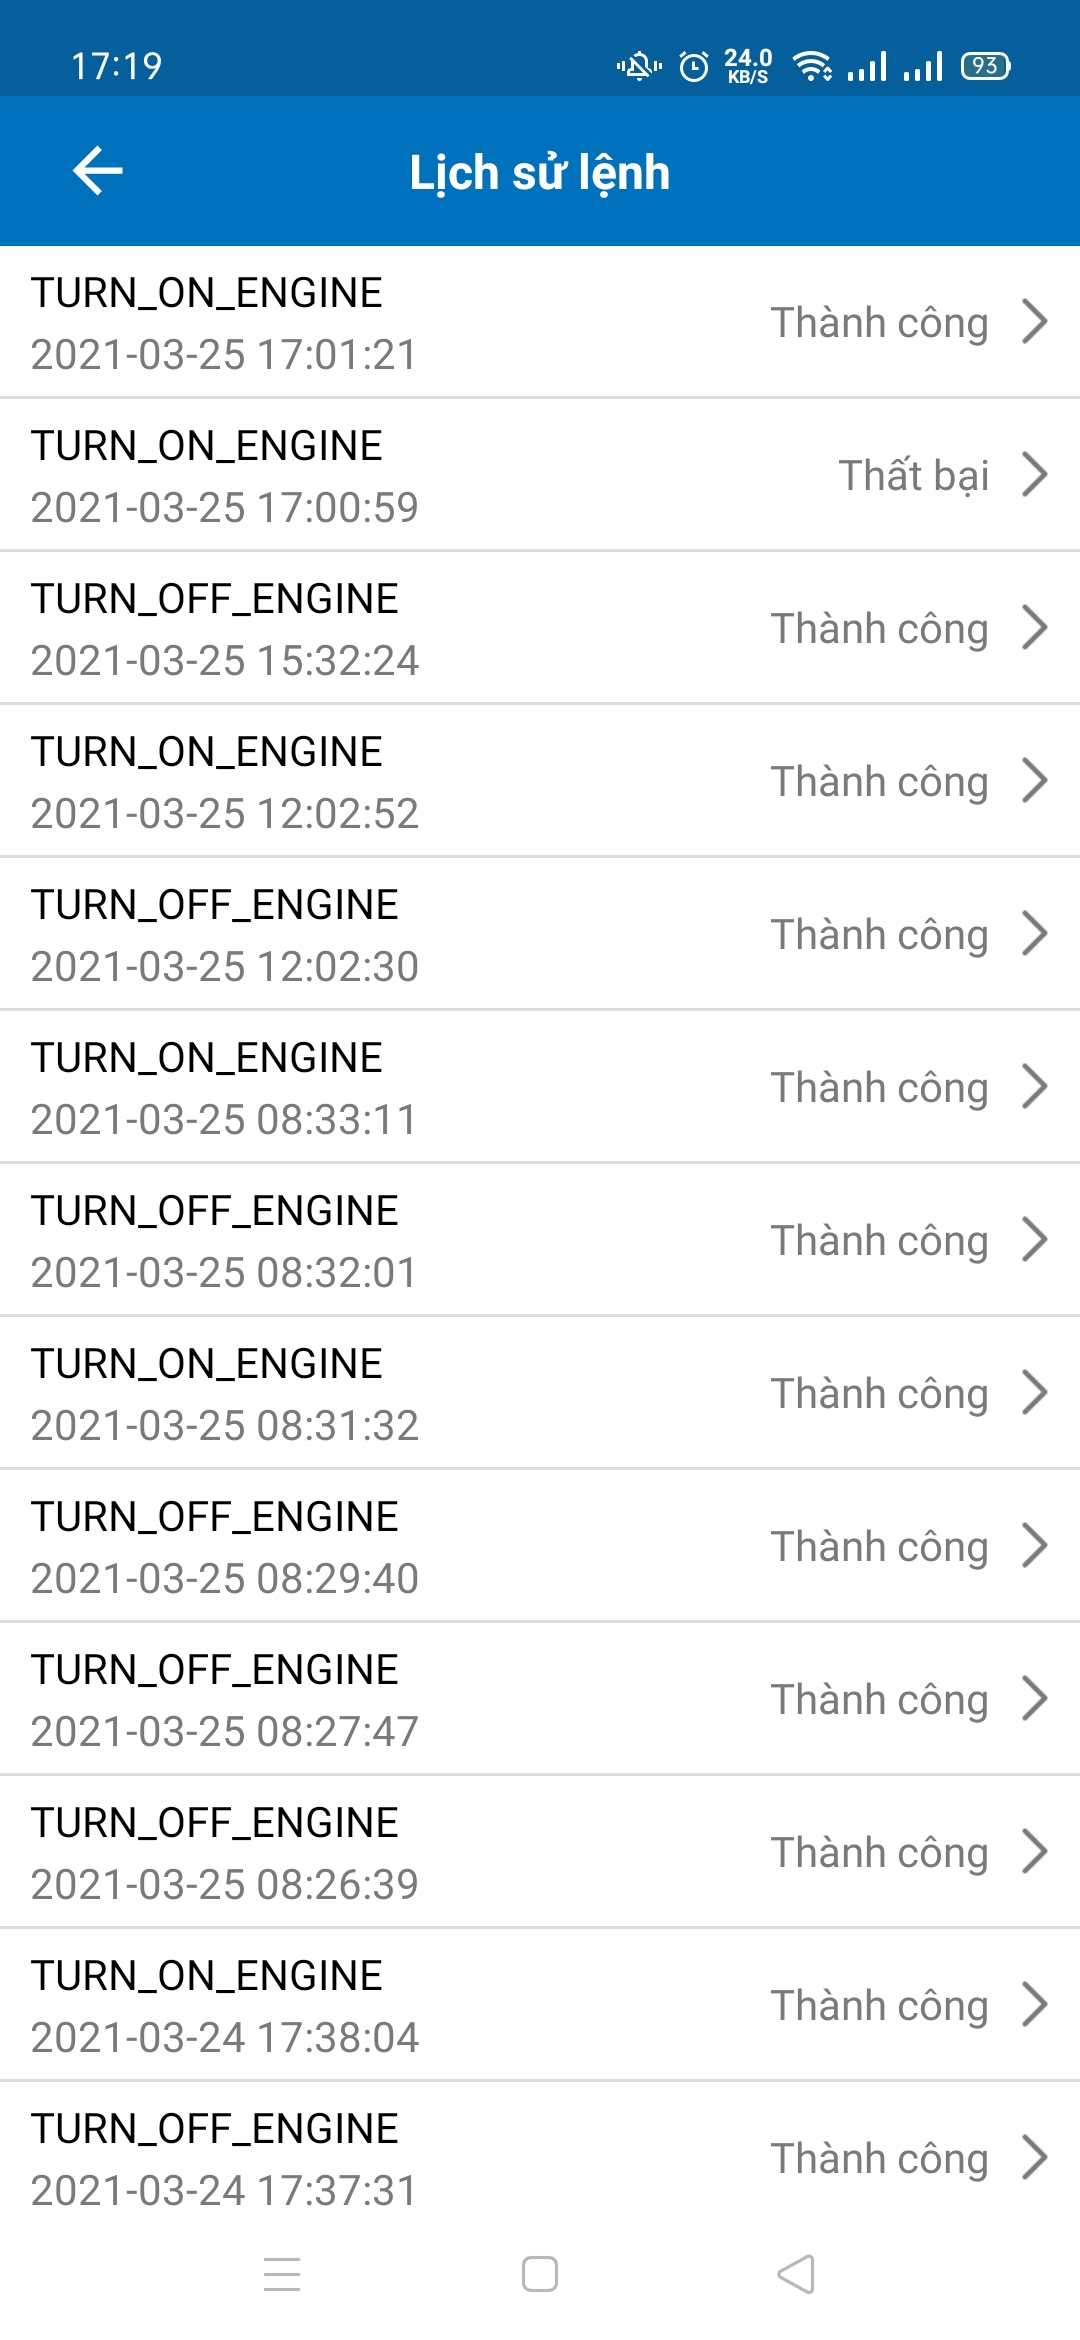 17:19
24.0
KB/S
93
Lịch sử lệnh
TURN_ON_ENGINE
2021-03-25 17:01:21
Thành công
TURN_ON_ENGINE
2021-03-25 17:00:59
Thất bại
TURN_OFF_ENGINE
2021-03-25 15:32:24
Thành công
TURN_ON_ENGINE
2021-03-25 12:02:52
Thành công
TURN_OFF_ENGINE
2021-03-25 12:02:30
Thành công
TURN_ON_ENGINE
2021-03-25 08:33:11
Thành công
TURN_OFF_ENGINE
2021-03-25 08:32:01
Thành công
TURN_ON_ENGINE
2021-03-25 08:31:32
Thành công
TURN_OFF_ENGINE
2021-03-25 08:29:40
Thành công
TURN_OFF_ENGINE
2021-03-25 08:27:47
Thành công
TURN_OFF_ENGINE
2021-03-25 08:26:39
Thành công
TURN_ON_ENGINE
2021-03-24 17:38:04
Thành công
TURN_OFF_ENGINE
2021-03-24 17:37:31
Thành công